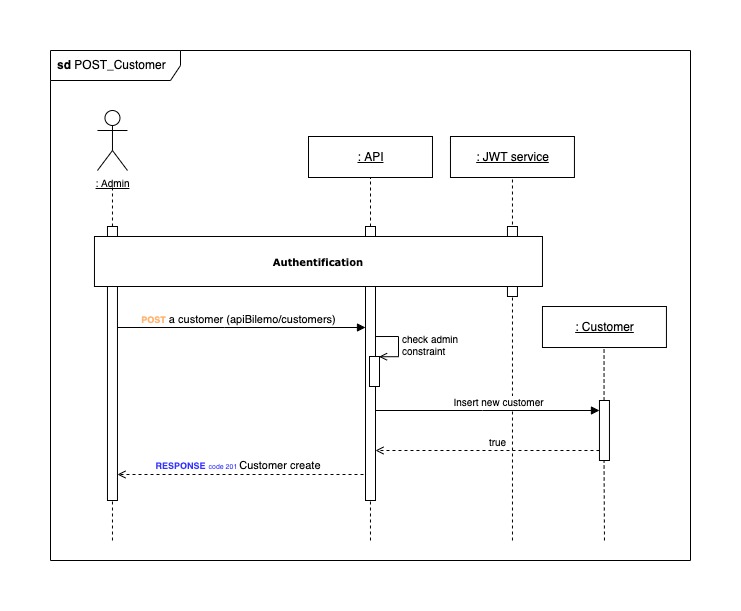 sd POST_Customer
: Admin
: API
: JWT service
Authentification
POST a customer (apiBilemo/customers)
: Customer
check admin
constraint
Insert new customer
true
RESPONSE code 201 Customer create